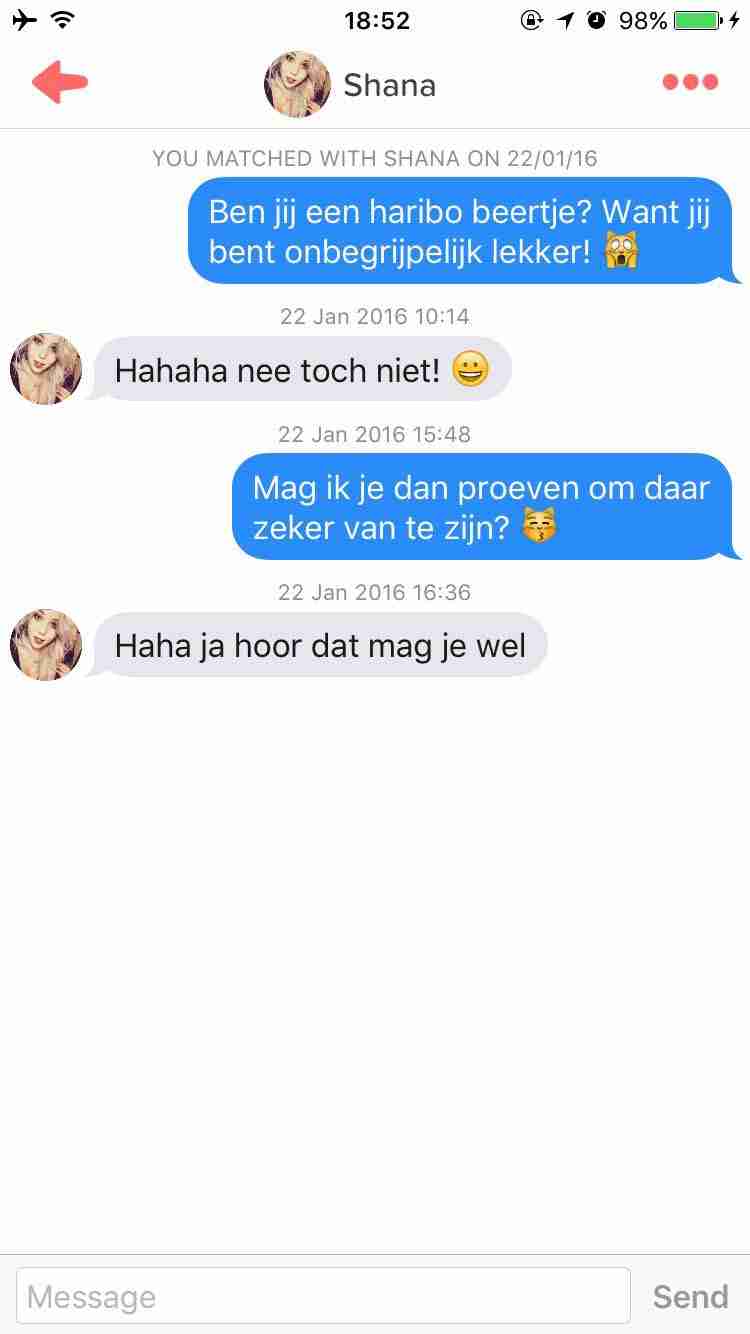 18:52
98%
Shana
YOU MATCHED WITH SHANA ON 22/01/16
Ben jij een haribo beertje? Want jij
bent onbegrijpelijk lekker! 🙀
22 Jan 2016 10:14
Hahaha nee toch niet! 😀
22 Jan 2016 15:48
Mag ik je dan proeven om daar
zeker van te zijn? 😽
22 Jan 2016 16:36
Haha ja hoor dat mag je wel
Message
Send